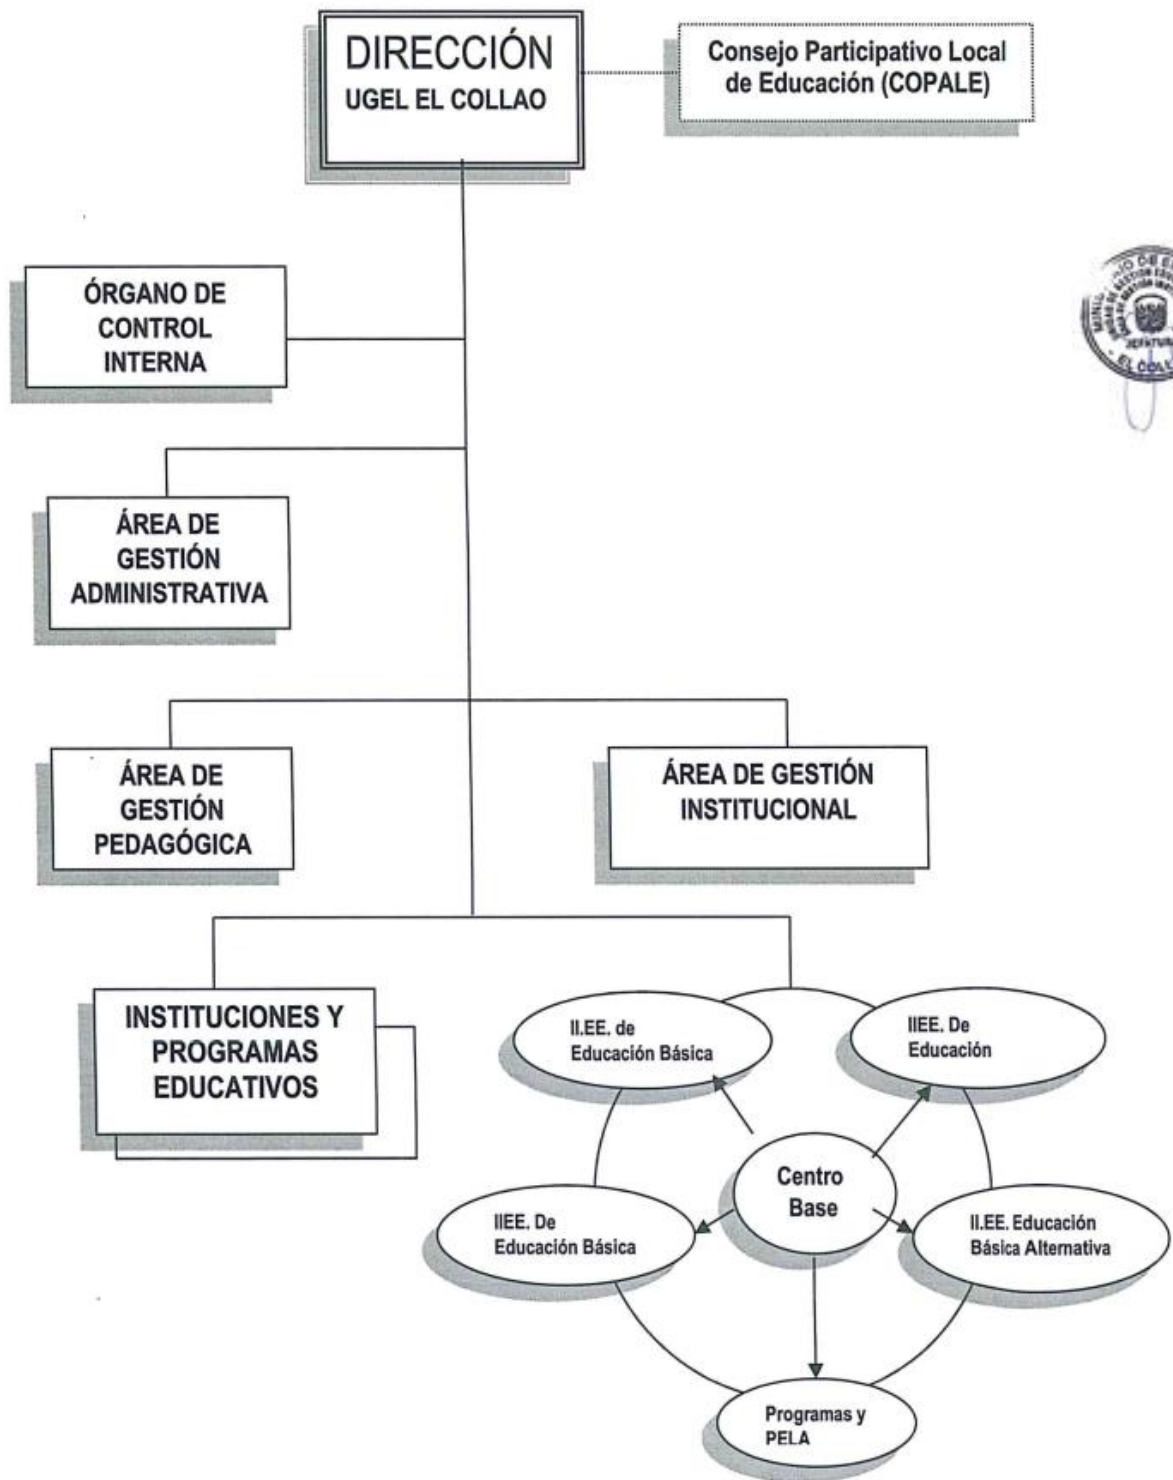 DIRECCIÓN
UGEL EL COLLAO
Consejo Participativo Local
de Educación (COPALE)
ÓRGANO DE
CONTROL
INTERNA
JEFATURA
ÁREA DE
GESTIÓN
ADMINISTRATIVA
ÁREA DE
GESTIÓN
PEDAGÓGICA
ÁREA DE GESTIÓN
INSTITUCIONAL
INSTITUCIONES Y
PROGRAMAS
EDUCATIVOS
II.EE. de
Educación Básica
IIEE. De
Educación
Centro
Base
IIEE. De
Educación Básica
II.EE. Educación
Básica Alternativa
Programas y
PELA